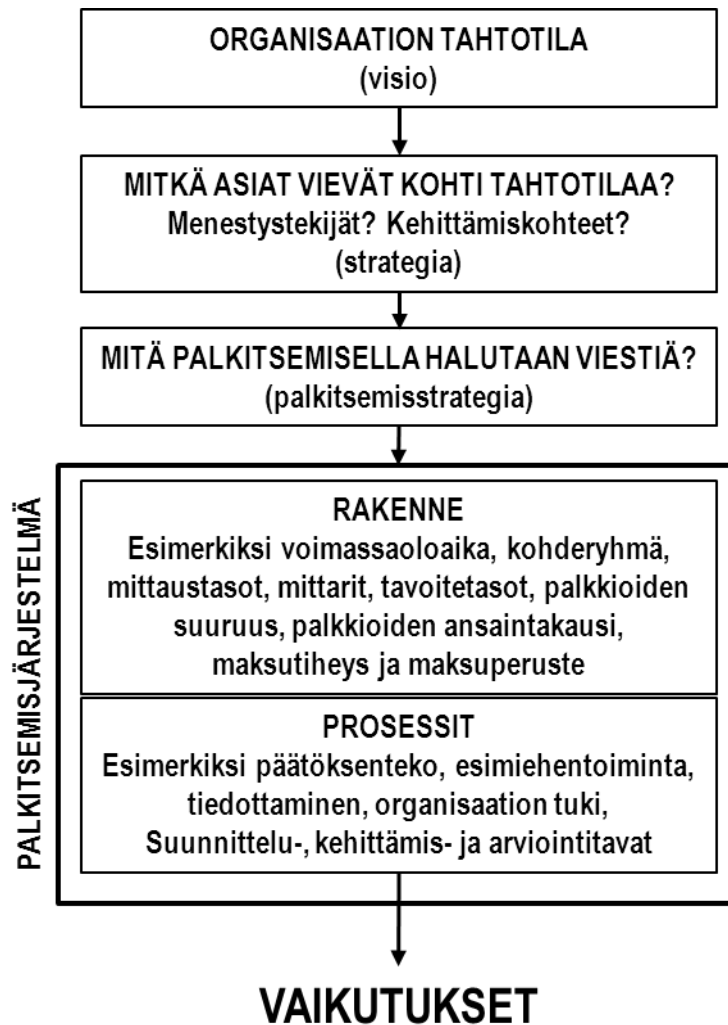 ORGANISAATION TAHTOTILA
(visio)
MITKÄ ASIAT VIEVÄT KOHTI TAHTOTILAA?
Menestystekijät? Kehittämiskohteet?
(strategia)
MITÄ PALKITSEMISELLA HALUTAAN VIESTIÄ?
(palkitsemisstrategia)
PALKITSEMISJÄRJESTELMÄ
RAKENNE
Esimerkiksi voimassaoloaika, kohderyhmä,
mittaustasot, mittarit, tavoitetasot, palkkioiden
suuruus, palkkioiden ansaintakausi,
maksutiheys ja maksuperuste
PROSESSIT
Esimerkiksi päätöksenteko, esimiehentoiminta,
tiedottaminen, organisaation tuki,
Suunnittelu-, kehittämis- ja arviointitavat
VAIKUTUKSET